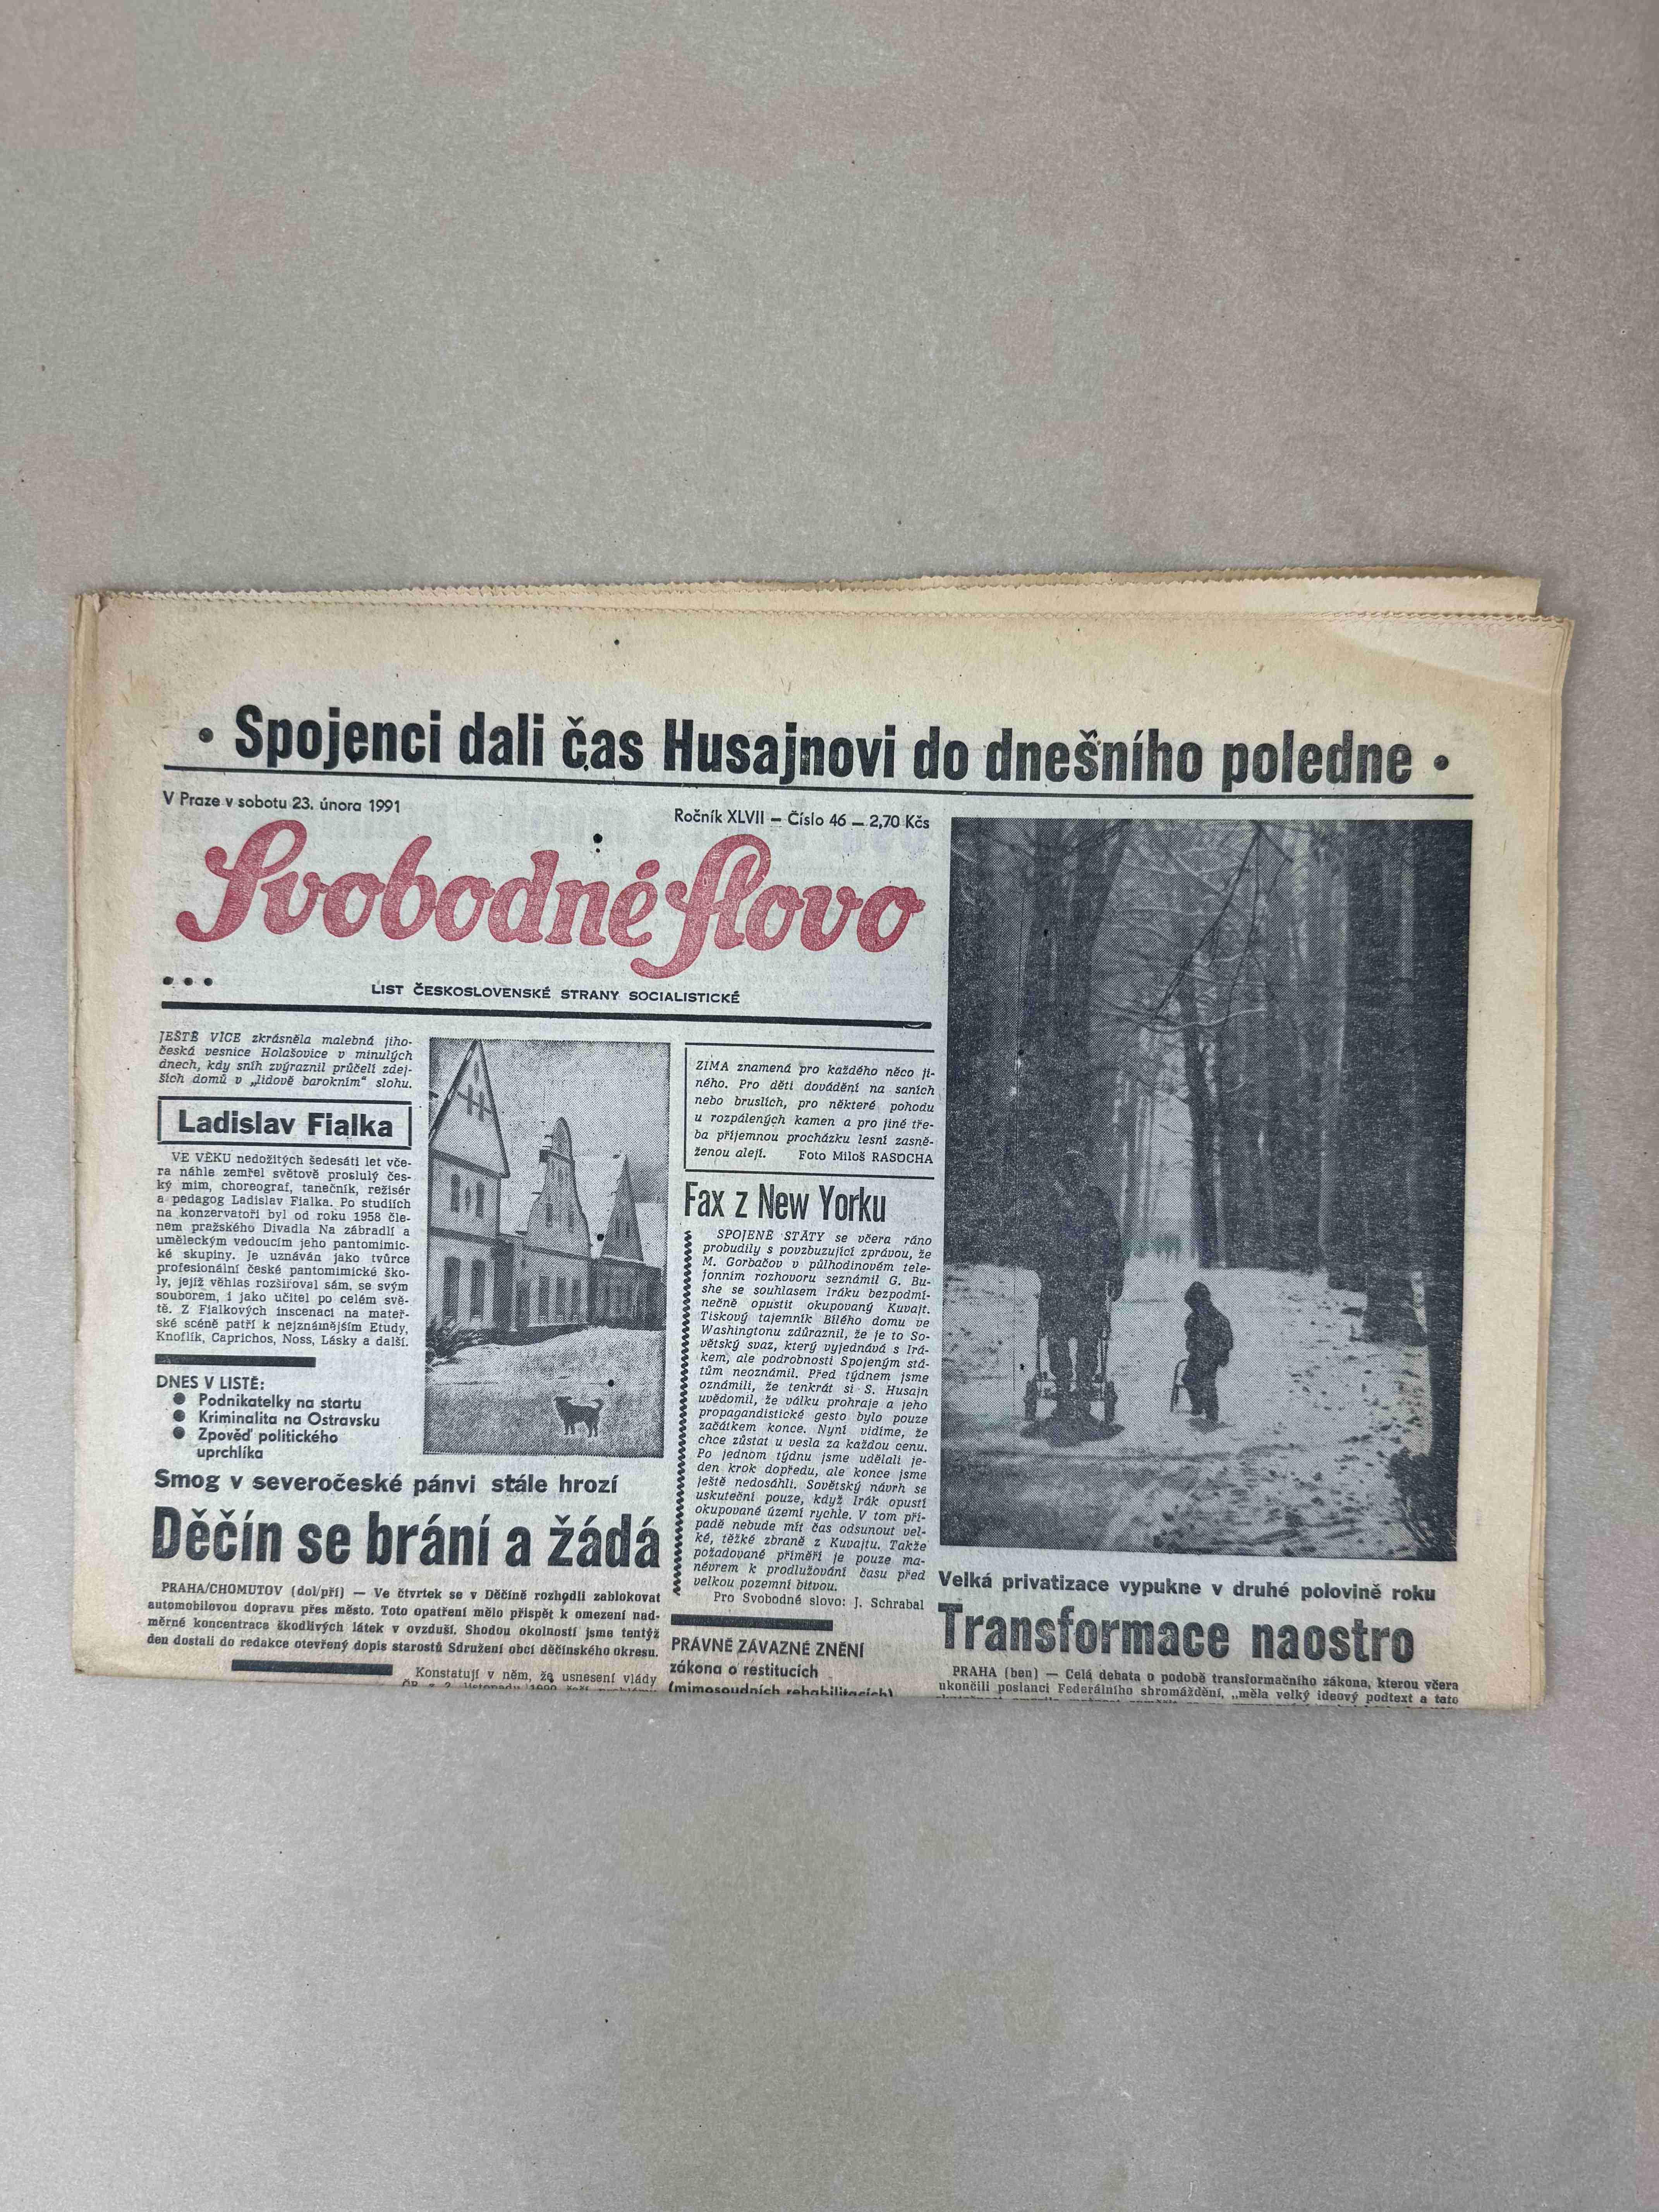 • Spojenci dali čas Husajnovi do dnešního poledne •
V Praze v sobotu 23. února 1991
Ročník XLVII — Číslo 46 — 2,70 Kčs
Svobodné slovo
LIST ČESKOSLOVENSKÉ STRANY SOCIALISTICKÉ
JEŠTĚ VÍCE zkrásněla malebná jiho-
česká vesnice Holašovice v minulých
dnech, kdy sníh zvýraznil průčelí zdej-
ších domů v „lidově barokním“ slohu.
Ladislav Fialka
VE VĚKU nedožitých šedesáti let vče-
ra náhle zemřel světově proslulý čes-
ký mim, choreograf, tanečník, režisér
a pedagog Ladislav Fialka. Po studiích
na konzervatoři byl od roku 1958 čle-
nem pražského Divadla Na zábradlí a
uměleckým vedoucím jeho pantomimic-
ké skupiny. Je uznáván jako tvůrce
profesionální české pantomimické ško-
ly, jejíž věhlas rozšiřoval sám, se svým
souborem, i jako učitel po celém svě-
tě. Z Fialkových inscenací na mateř-
ské scéně patří k nejznámějším Etudy,
Knoflík, Caprichos, Noss, Lásky a další.
DNES V LISTĚ:
● Podnikatelky na startu
● Kriminalita na Ostravsku
● Zpověď politického
uprchlíka
Smog v severočeské pánvi stále hrozí
Děčín se brání a žádá
PRAHA/CHOMUTOV (dol/pří) — Ve čtvrtek se v Děčíně rozhodli zablokovat
automobilovou dopravu přes město. Toto opatření mělo přispět k omezení nad-
měrné koncentrace škodlivých látek v ovzduší. Shodou okolností jsme tentýž
den dostali do redakce otevřený dopis starostů Sdružení obcí děčínského okresu.
Konstatují v něm, že usnesení vlády
ZIMA znamená pro každého něco ji-
ného. Pro děti dovádění na saních
nebo bruslích, pro některé pohodu
u rozpálených kamen a pro jiné tře-
ba příjemnou procházku lesní zasně-
ženou alejí. Foto Miloš RASOCHA
Fax z New Yorku
SPOJENÉ STÁTY se včera ráno
probudily s povzbuzující zprávou, že
M. Gorbačov v půlhodinovém tele-
jonním rozhovoru seznámil G. Bu-
she se souhlasem Iráku bezpodmí-
nečně opustit okupovaný Kuvajt.
Tiskový tajemník Bílého domu ve
Washingtonu zdůraznil, že je to So-
větský svaz, který vyjednává s Irá-
kem, ale podrobnosti Spojeným stá-
tům neoznámil. Před týdnem jsme
oznámili, že tenkrát si S. Husajn
uvědomil, že válku prohraje a jeho
propagandistické gesto bylo pouze
začátkem konce. Nyní vidíme, že
chce zůstat u vesla za každou cenu.
Po jednom týdnu jsme udělali je-
den krok dopředu, ale konce jsme
ještě nedosáhli. Sovětský návrh se
uskuteční pouze, když Irák opustí
okupované území rychle. V tom pří-
padě nebude mít čas odsunout vel-
ké, těžké zbraně z Kuvajtu. Takže
požadované příměří je pouze ma-
névrem k prodlužování času před
velkou pozemní bitvou.
Pro Svobodné slovo: J. Schrabal
PRÁVNĚ ZÁVAZNÉ ZNĚNÍ
zákona o restitucích
(mimosoudních rehabilitacích)
Velká privatizace vypukne v druhé polovině roku
Transformace naostro
PRAHA (ben) — Celá debata o podobě transformačního zákona, kterou včera
ukončili poslanci Federálního shromáždění, „měla velký ideový podtext a tato